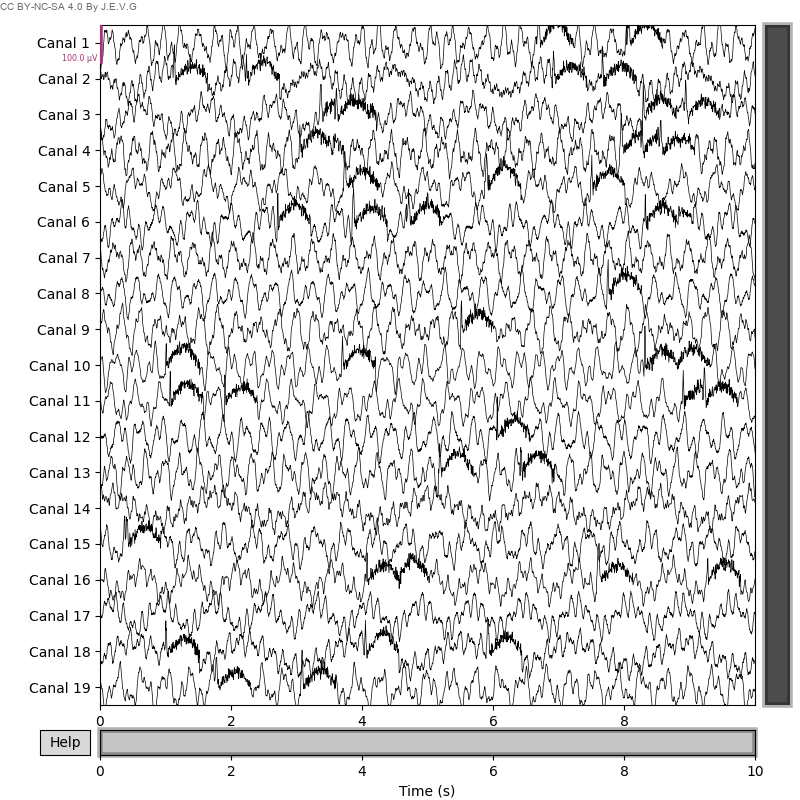 CC BY-NC-SA 4.0 By J.E.V.G
Canal 1
100.0 µV
Canal 2
Canal 3
Canal 4
Canal 5
Canal 6
Canal 7
Canal 8
Canal 9
Canal 10
Canal 11
Canal 12
Canal 13
Canal 14
Canal 15
Canal 16
Canal 17
Canal 18
Canal 19
0 2 4 6 8
Help
0 2 4 6 8 10
Time (s)